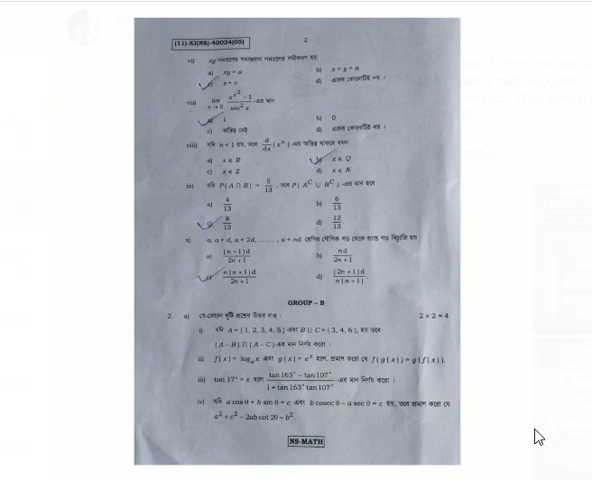 (11)-XI(NS)-40024(05)
2
vi) xy-সমতলের সমান্তরাল সমতলের সমীকরণ হয়
a) xy = a b) x + y = a
c) z = c d) এদের কোনোটিই নয় ।
vii) lim x→0 (e^x² − 1)/(sin² x) -এর মান
a) 1 b) 0
c) অস্তিত্ব নেই d) এদের কোনোটিই নয় ।
viii) যদি n < 1 হয়, তবে d/dx (xⁿ) -এর অস্তিত্ব থাকবে যখন
a) x ∈ R b) x ∈ Q
c) x ∈ Z d) x ∈ N.
ix) যদি P(A ∩ B) = 5/13, তবে P(A^C ∪ B^C) -এর মান হবে
a) 4/13 b) 6/13
c) 8/13 d) 12/13.
x) a, a + d, a + 2d, ........, a + nd শ্রেণির যৌগিক গড় থেকে প্রাপ্ত গড় বিচ্যুতি হয়
a) (n + 1)d/(2n + 1) b) nd/(2n + 1)
c) n(n + 1)d/(2n + 1) d) (2n + 1)d/(n(n + 1))
GROUP – B
2. a) যে-কোনো দুটি প্রশ্নের উত্তর দাও : 2 × 2 = 4
i) যদি A = {1, 2, 3, 4, 5} এবং B ∪ C = {3, 4, 6}, হয় তবে
(A – B) ∩ (A – C) -এর মান নির্ণয় করো ।
ii) f(x) = logₑx এবং g(x) = eˣ হলে, প্রমাণ করো যে f{g(x)} = g{f(x)}.
iii) tan 17° = x হলে (tan 163° – tan 107°)/(1 + tan 163° tan 107°) -এর মান নির্ণয় করো ।
iv) যদি a cos θ + b sin θ = c এবং b cosec θ – a sec θ = c হয়, তবে প্রমাণ করো যে
a² + c² – 2ab cot 2θ = b².
NS-MATH